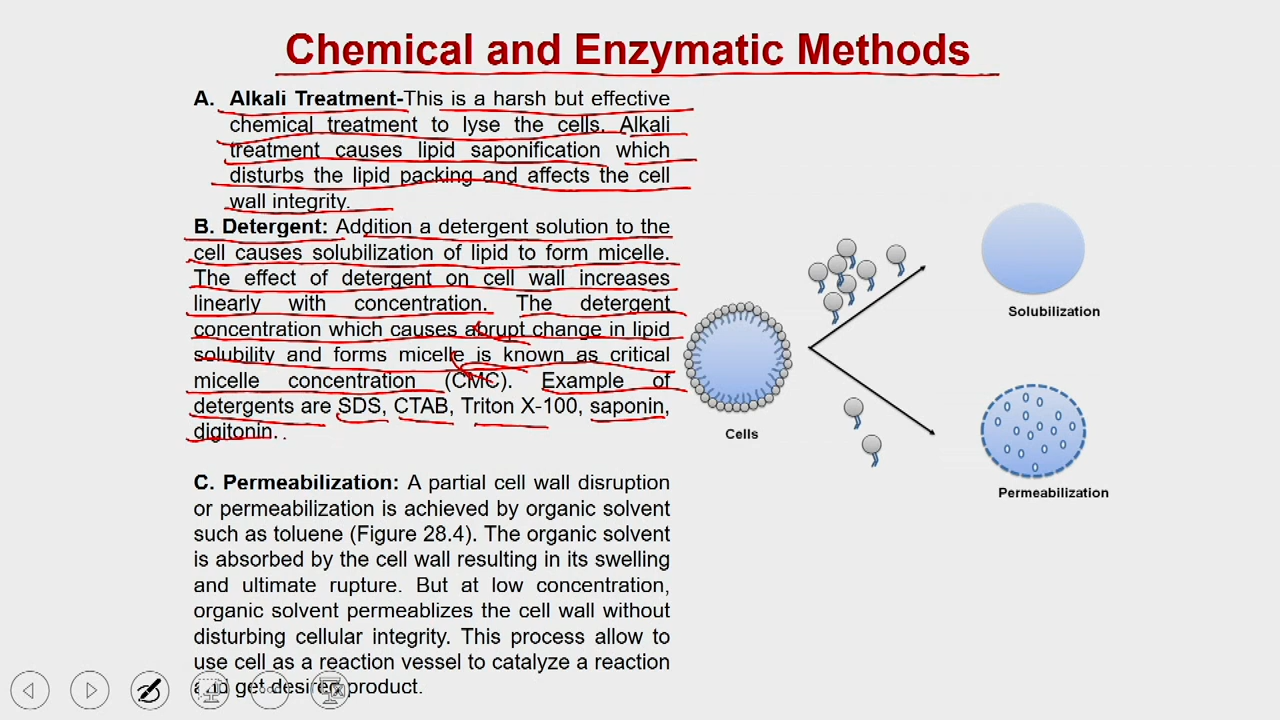 Chemical and Enzymatic Methods
A. Alkali Treatment-This is a harsh but effective
chemical treatment to lyse the cells. Alkali
treatment causes lipid saponification which
disturbs the lipid packing and affects the cell
wall integrity.
B. Detergent: Addition a detergent solution to the
cell causes solubilization of lipid to form micelle.
The effect of detergent on cell wall increases
linearly with concentration. The detergent
concentration which causes abrupt change in lipid
solubility and forms micelle is known as critical
micelle concentration (CMC). Example of
detergents are SDS, CTAB, Triton X-100, saponin,
digitonin. .
C. Permeabilization: A partial cell wall disruption
or permeabilization is achieved by organic solvent
such as toluene (Figure 28.4). The organic solvent
is absorbed by the cell wall resulting in its swelling
and ultimate rupture. But at low concentration,
organic solvent permeablizes the cell wall without
disturbing cellular integrity. This process allow to
use cell as a reaction vessel to catalyze a reaction
and get desired product.
Cells
Solubilization
Permeabilization